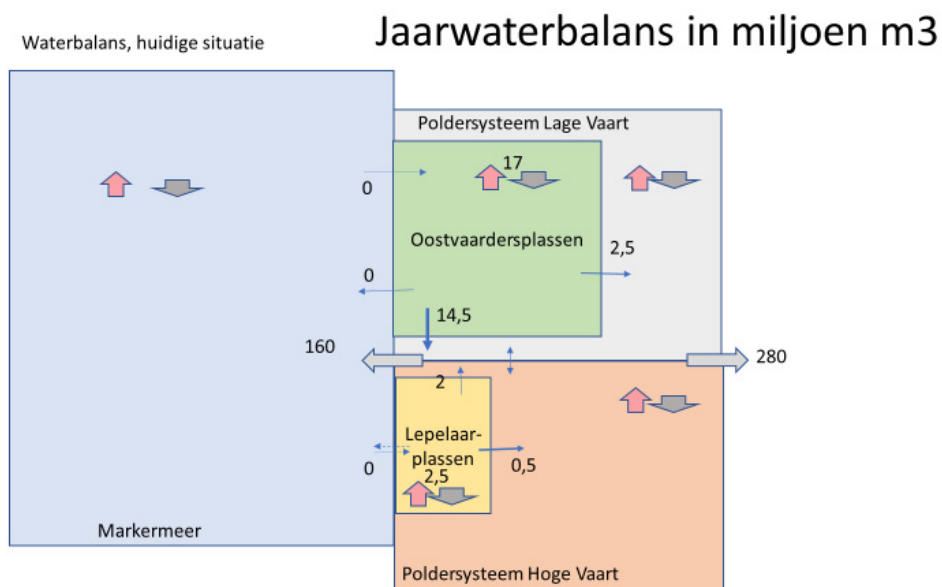 Jaarwaterbalans in miljoen m3
Waterbalans, huidige situatie
Poldersysteem Lage Vaart
17
0
Oostvaardersplassen
2,5
0
14,5
160
280
2
Lepelaar-
plassen
0
0,5
2,5
Markermeer
Poldersysteem Hoge Vaart